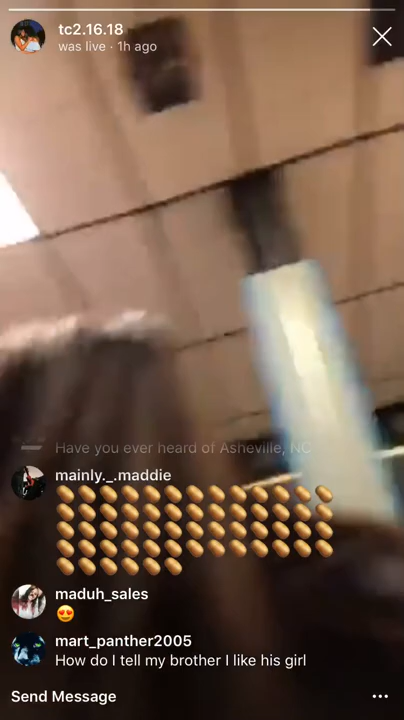 tc2.16.18
was live · 1h ago
Have you ever heard of Asheville, NC
mainly._.maddie
🥔🥔🥔🥔🥔🥔🥔🥔🥔🥔🥔🥔🥔
🥔🥔🥔🥔🥔🥔🥔🥔🥔🥔🥔🥔🥔
🥔🥔🥔🥔🥔🥔🥔🥔🥔🥔🥔🥔🥔
🥔🥔🥔🥔🥔🥔🥔🥔🥔🥔🥔🥔🥔
🥔🥔🥔🥔🥔🥔
maduh_sales
😍
mart_panther2005
How do I tell my brother I like his girl
Send Message